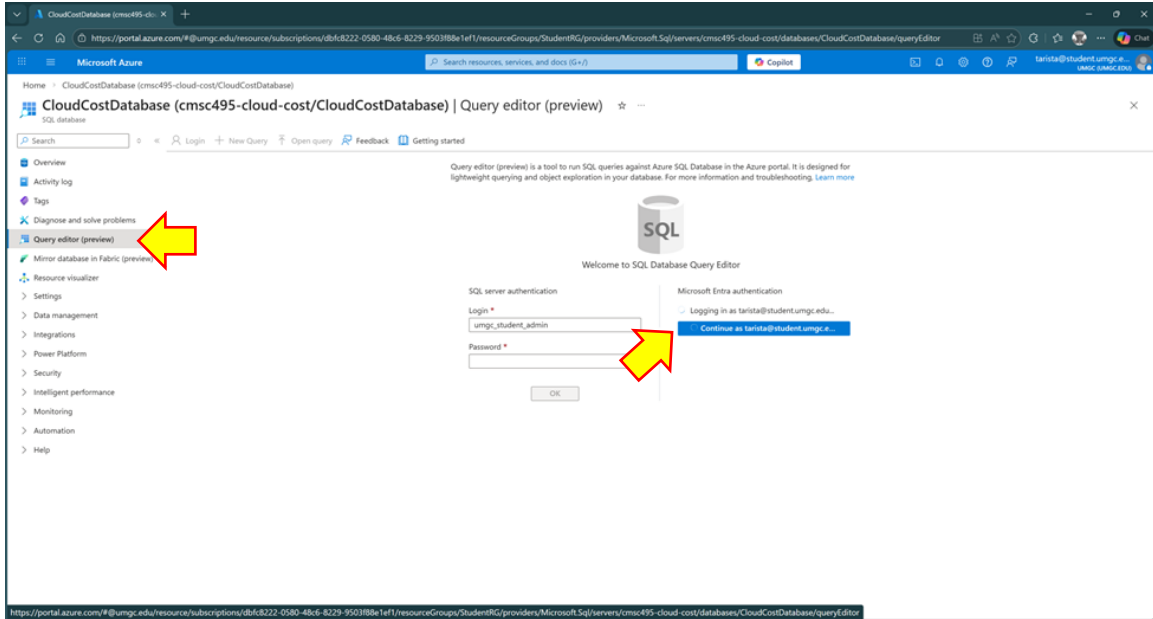 CloudCostDatabase (cmsc495-clo
https://portal.azure.com/#@umgc.edu/resource/subscriptions/dbfc8222-0580-48c6-8229-9503f88e1ef1/resourceGroups/StudentRG/providers/Microsoft.Sql/servers/cmsc495-cloud-cost/databases/CloudCostDatabase/queryEditor
Chat
Microsoft Azure
Search resources, services, and docs (G+/)
Copilot
tarista@student.umgc.e...
UMGC (UMGC.EDU)
Home > CloudCostDatabase (cmsc495-cloud-cost/CloudCostDatabase)
CloudCostDatabase (cmsc495-cloud-cost/CloudCostDatabase) | Query editor (preview) ☆ ...
SQL database
Search
Login + New Query Open query Feedback Getting started
Query editor (preview) is a tool to run SQL queries against Azure SQL Database in the Azure portal. It is designed for
lightweight querying and object exploration in your database. For more information and troubleshooting, Learn more
Overview
Activity log
Tags
Diagnose and solve problems
Query editor (preview)
Mirror database in Fabric (preview)
Resource visualizer
> Settings
> Data management
> Integrations
> Power Platform
> Security
> Intelligent performance
> Monitoring
> Automation
> Help
SQL
Welcome to SQL Database Query Editor
SQL server authentication
Login *
umgc_student_admin
Password *
OK
Microsoft Entra authentication
Logging in as tarista@student.umgc.edu...
Continue as tarista@student.umgc.e...
https://portal.azure.com/#@umgc.edu/resource/subscriptions/dbfc8222-0580-48c6-8229-9503f88e1ef1/resourceGroups/StudentRG/providers/Microsoft.Sql/servers/cmsc495-cloud-cost/databases/CloudCostDatabase/queryEditor